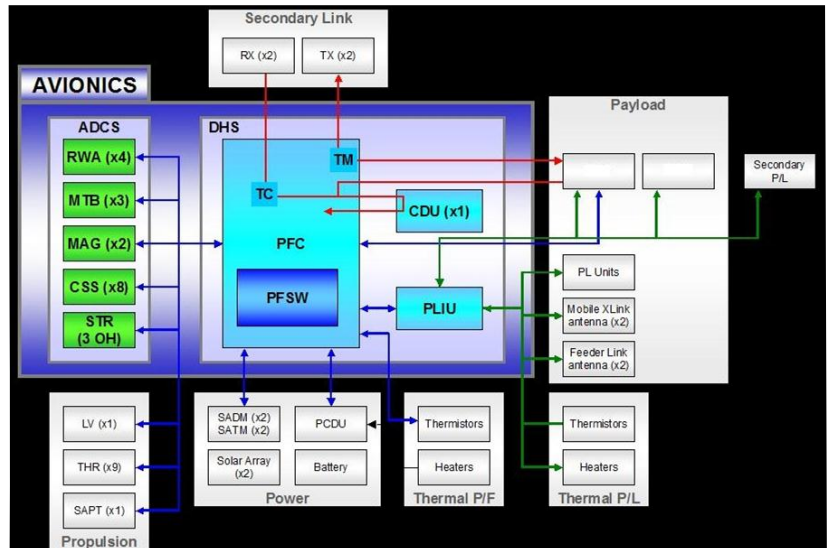 Secondary Link
RX (x2)
TX (x2)
AVIONICS
ADCS
RWA (x4)
MTB (x3)
MAG (x2)
CSS (x8)
STR
(3 OH)
DHS
TM
TC
CDU (x1)
PFC
PFSW
PLIU
Payload
Secondary
P/L
PL Units
Mobile XLink
antenna (x2)
Feeder Link
antenna (x2)
LV (x1)
THR (x9)
SAPT (x1)
Propulsion
SADM (x2)
SATM (x2)
PCDU
Solar Array
(x2)
Battery
Power
Thermistors
Heaters
Thermal P/F
Thermistors
Heaters
Thermal P/L